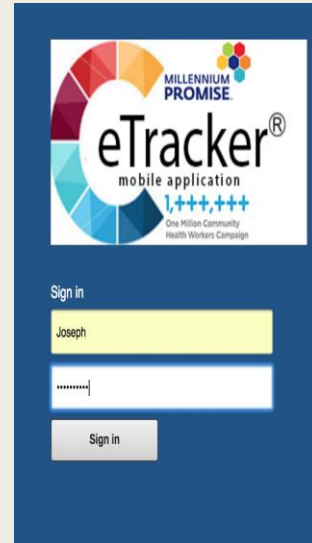 MILLENNIUM
PROMISE.
eTracker®
mobile application
1,+++,+++
One Million Community
Health Workers Campaign
Sign in
Joseph
••••••••••
Sign in